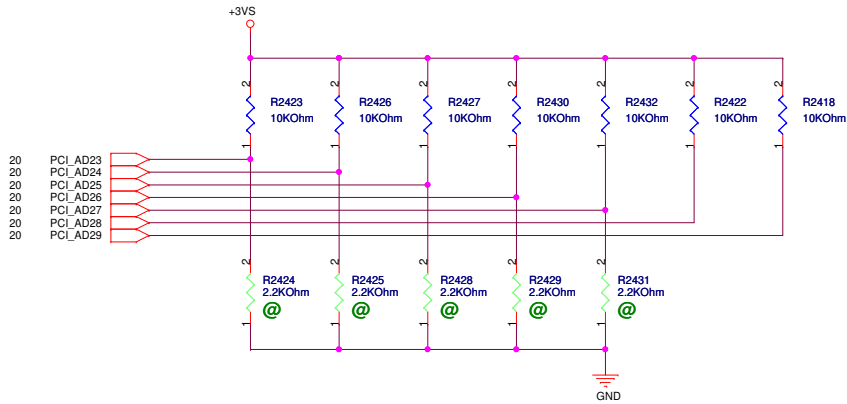 +3VS
2 2 2 2 2 2 2
R2423 R2426 R2427 R2430 R2432 R2422 R2418
10KOhm 10KOhm 10KOhm 10KOhm 10KOhm 10KOhm 10KOhm
1 1 1 1 1 1 1
20 PCI_AD23
20 PCI_AD24
20 PCI_AD25
20 PCI_AD26
20 PCI_AD27
20 PCI_AD28
20 PCI_AD29
2 2 2 2 2
R2424 R2425 R2428 R2429 R2431
2.2KOhm 2.2KOhm 2.2KOhm 2.2KOhm 2.2KOhm
@ @ @ @ @
1 1 1 1 1
GND